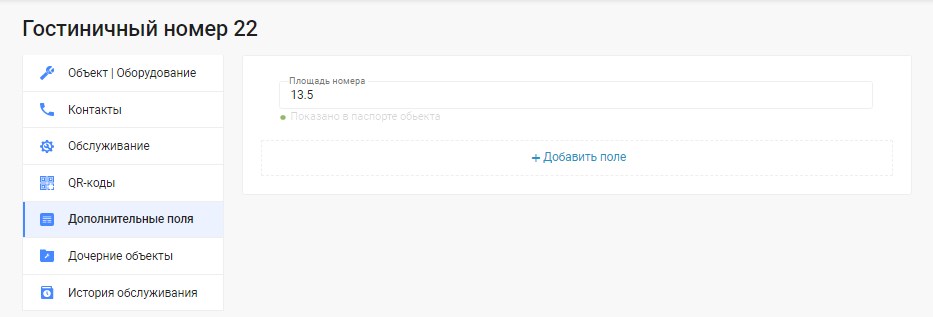 Гостиничный номер 22
Объект | Оборудование
Контакты
Обслуживание
QR-коды
Дополнительные поля
Дочерние объекты
История обслуживания
Площадь номера
13.5
Показано в паспорте обьекта
+ Добавить поле